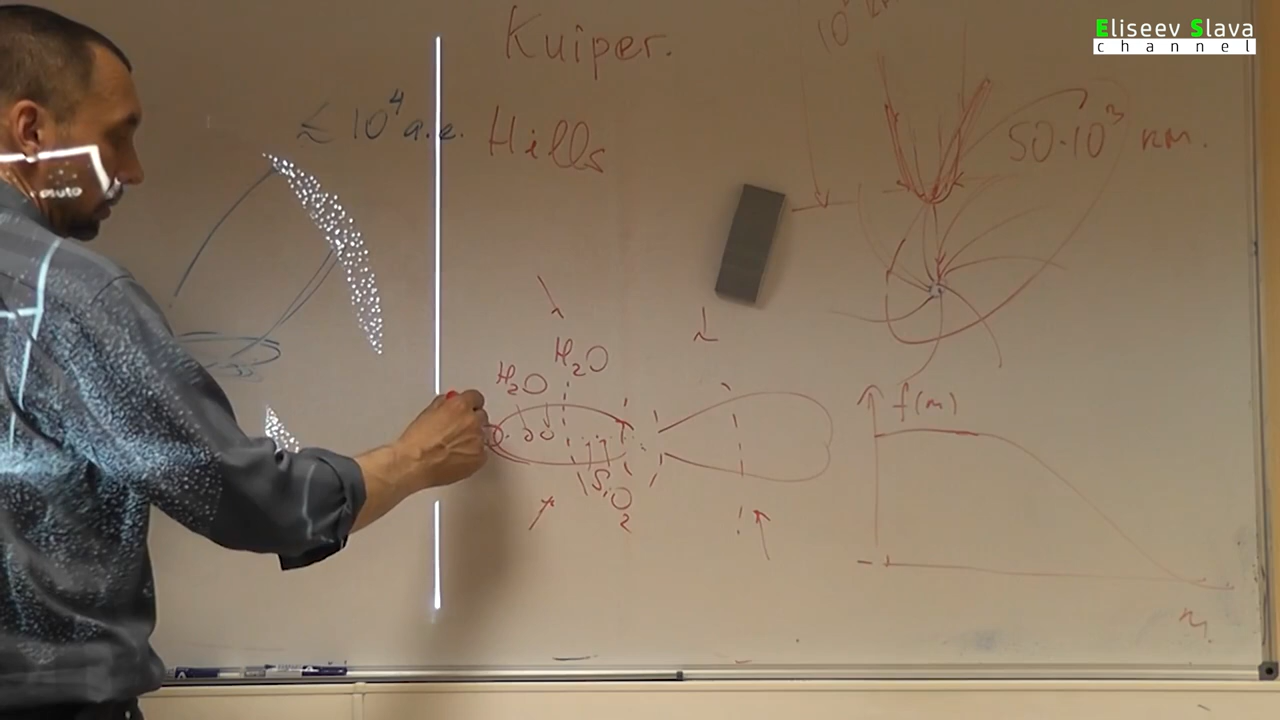 Eliseev Slava
channel
Kuiper.
≲ 10⁴ а.е.
Hills
50·10³ км.
pluto
H₂O
H₂O
SiO₂
f(m)
m